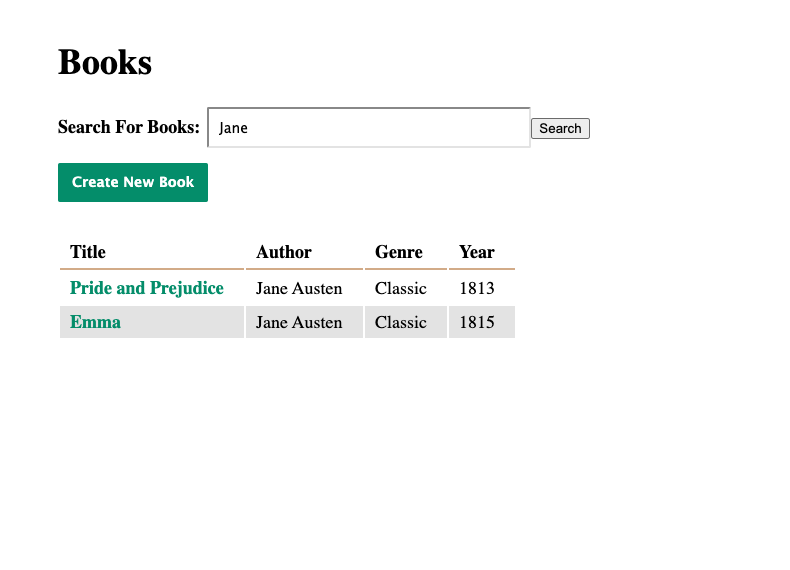 Books
Search For Books: Jane Search
Create New Book
Title Author Genre Year
Pride and Prejudice Jane Austen Classic 1813
Emma Jane Austen Classic 1815